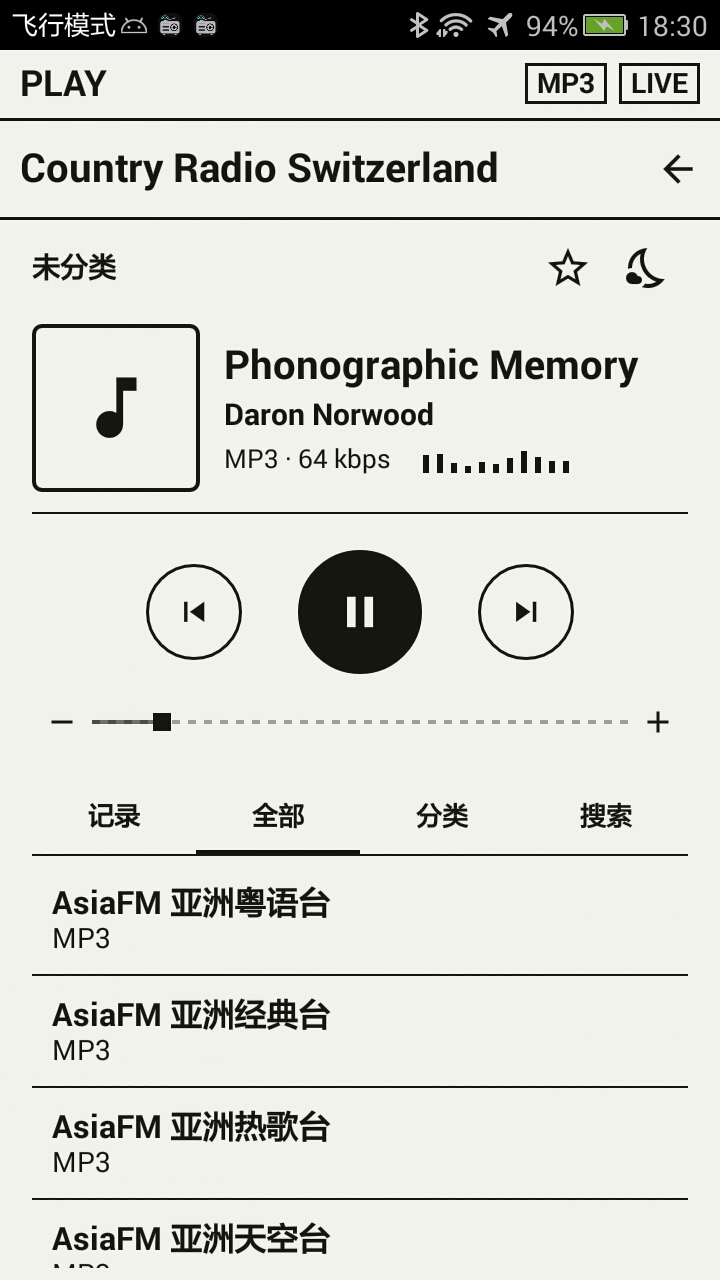 飞行模式 94% 18:30
PLAY MP3 LIVE
Country Radio Switzerland
未分类
Phonographic Memory
Daron Norwood
MP3 · 64 kbps
记录 全部 分类 搜索
AsiaFM 亚洲粤语台
MP3
AsiaFM 亚洲经典台
MP3
AsiaFM 亚洲热歌台
MP3
AsiaFM 亚洲天空台